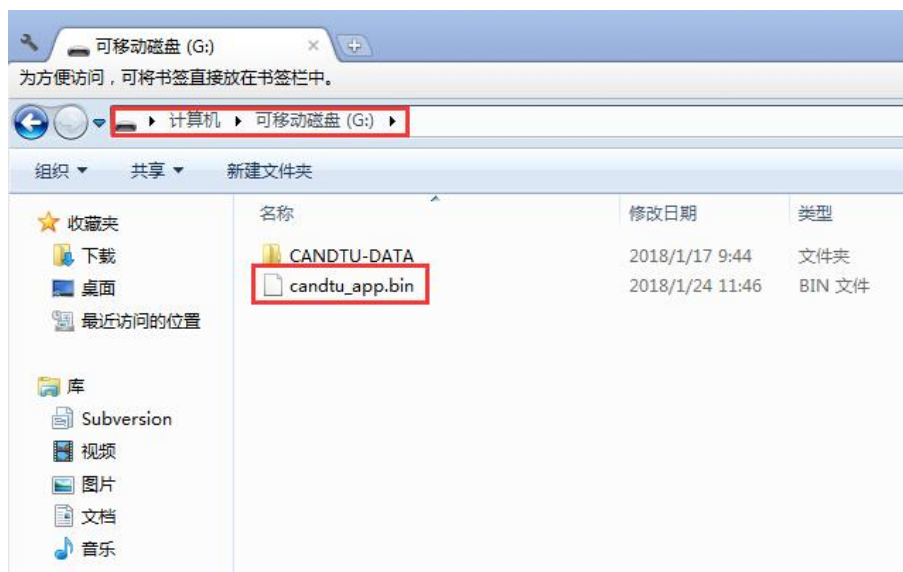 可移动磁盘 (G:)
为方便访问，可将书签直接放在书签栏中。
计算机 可移动磁盘 (G:)
组织 共享 新建文件夹
收藏夹
下载
桌面
最近访问的位置
库
Subversion
视频
图片
文档
音乐
名称 修改日期 类型
CANDTU-DATA 2018/1/17 9:44 文件夹
candtu_app.bin 2018/1/24 11:46 BIN 文件